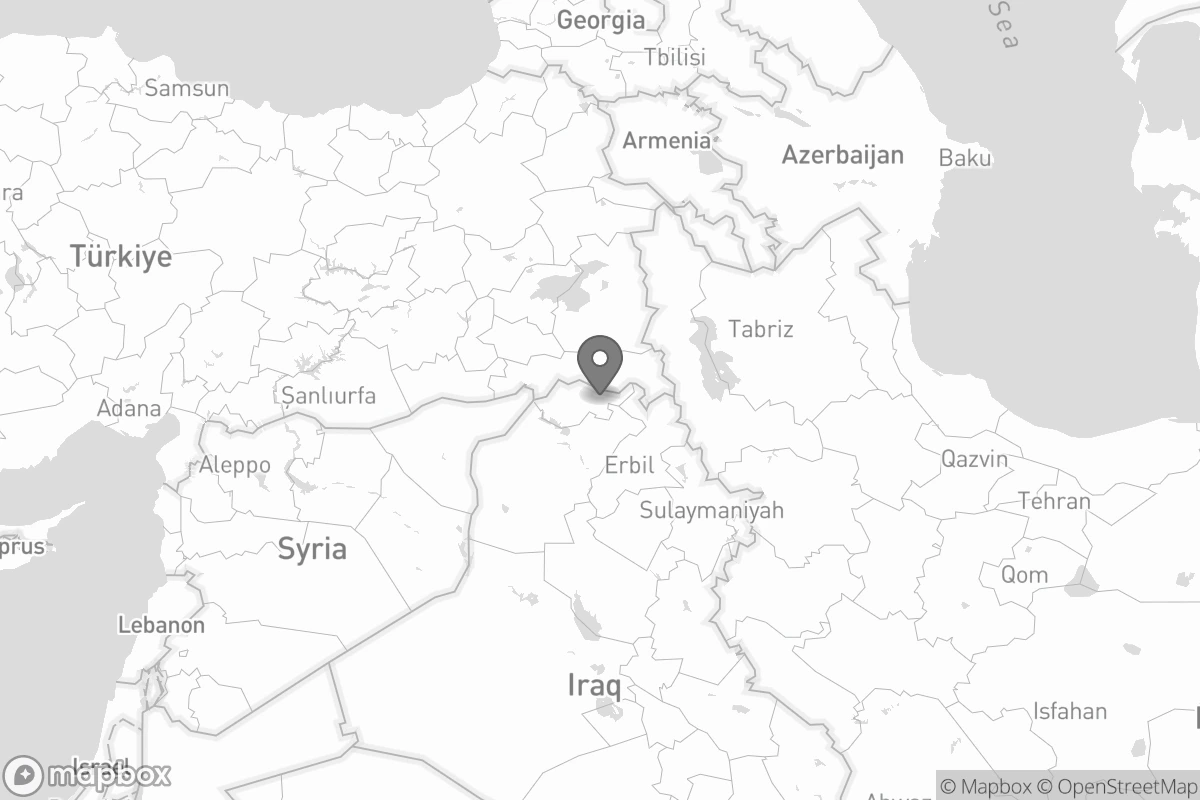 Georgia
Sea
Tbilisi
Samsun
Armenia
Azerbaijan
Baku
ra
Türkiye
Tabriz
Şanlıurfa
Adana
Aleppo
Erbil
Qazvin
Tehran
Sulaymaniyah
prus
Syria
Qom
Lebanon
Iraq
Isfahan
Israel
mapbox
© Mapbox © OpenStreetMap